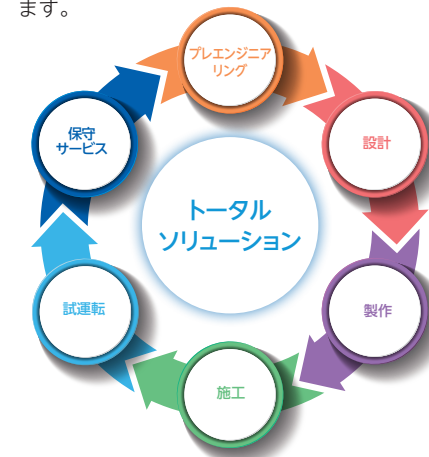 ます。
プレエンジニア
リング
保守
サービス
設計
トータル
ソリューション
試運転
製作
施工